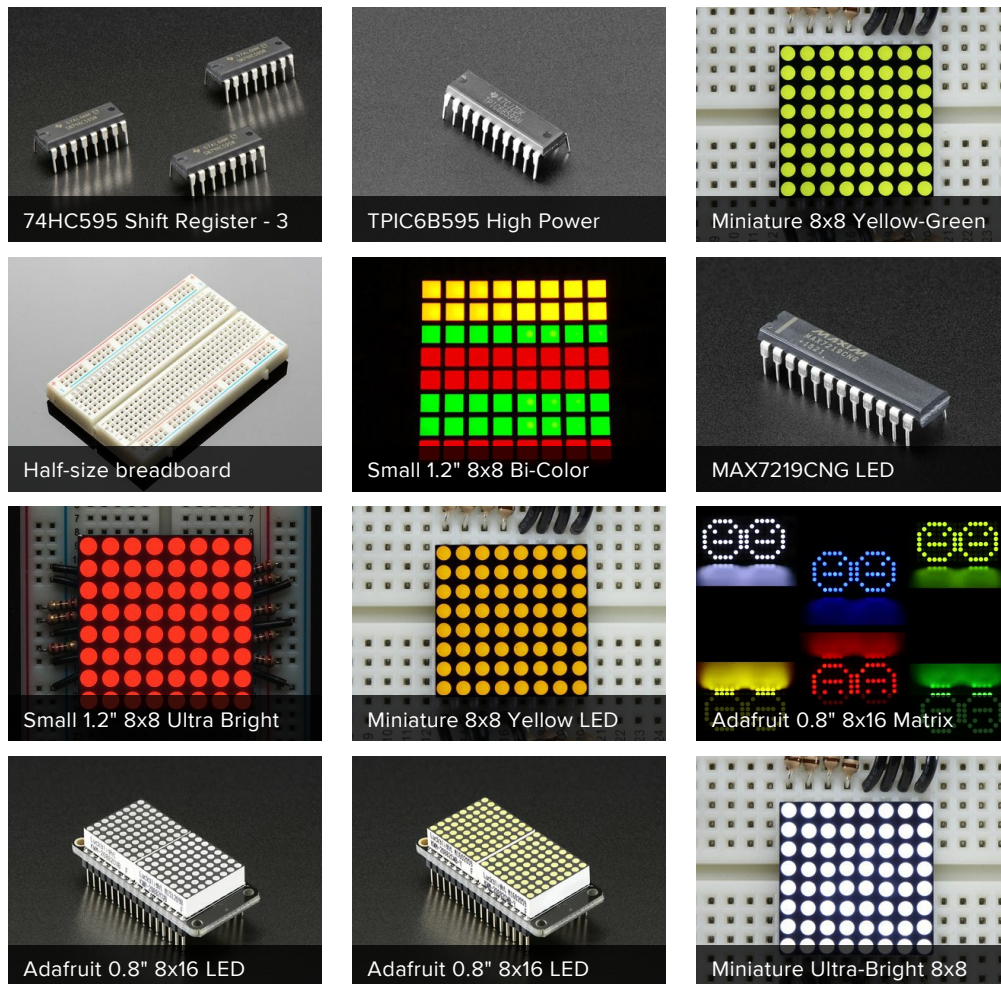 74HC595 Shift Register - 3
TPIC6B595 High Power
Miniature 8x8 Yellow-Green
Half-size breadboard
Small 1.2" 8x8 Bi-Color
MAXIM
MAX7219CNG
Small 1.2" 8x8 Ultra Bright
MAX7219CNG LED
Miniature 8x8 Yellow LED
Adafruit 0.8" 8x16 Matrix
Adafruit 0.8" 8x16 LED
Adafruit 0.8" 8x16 LED
Miniature Ultra-Bright 8x8